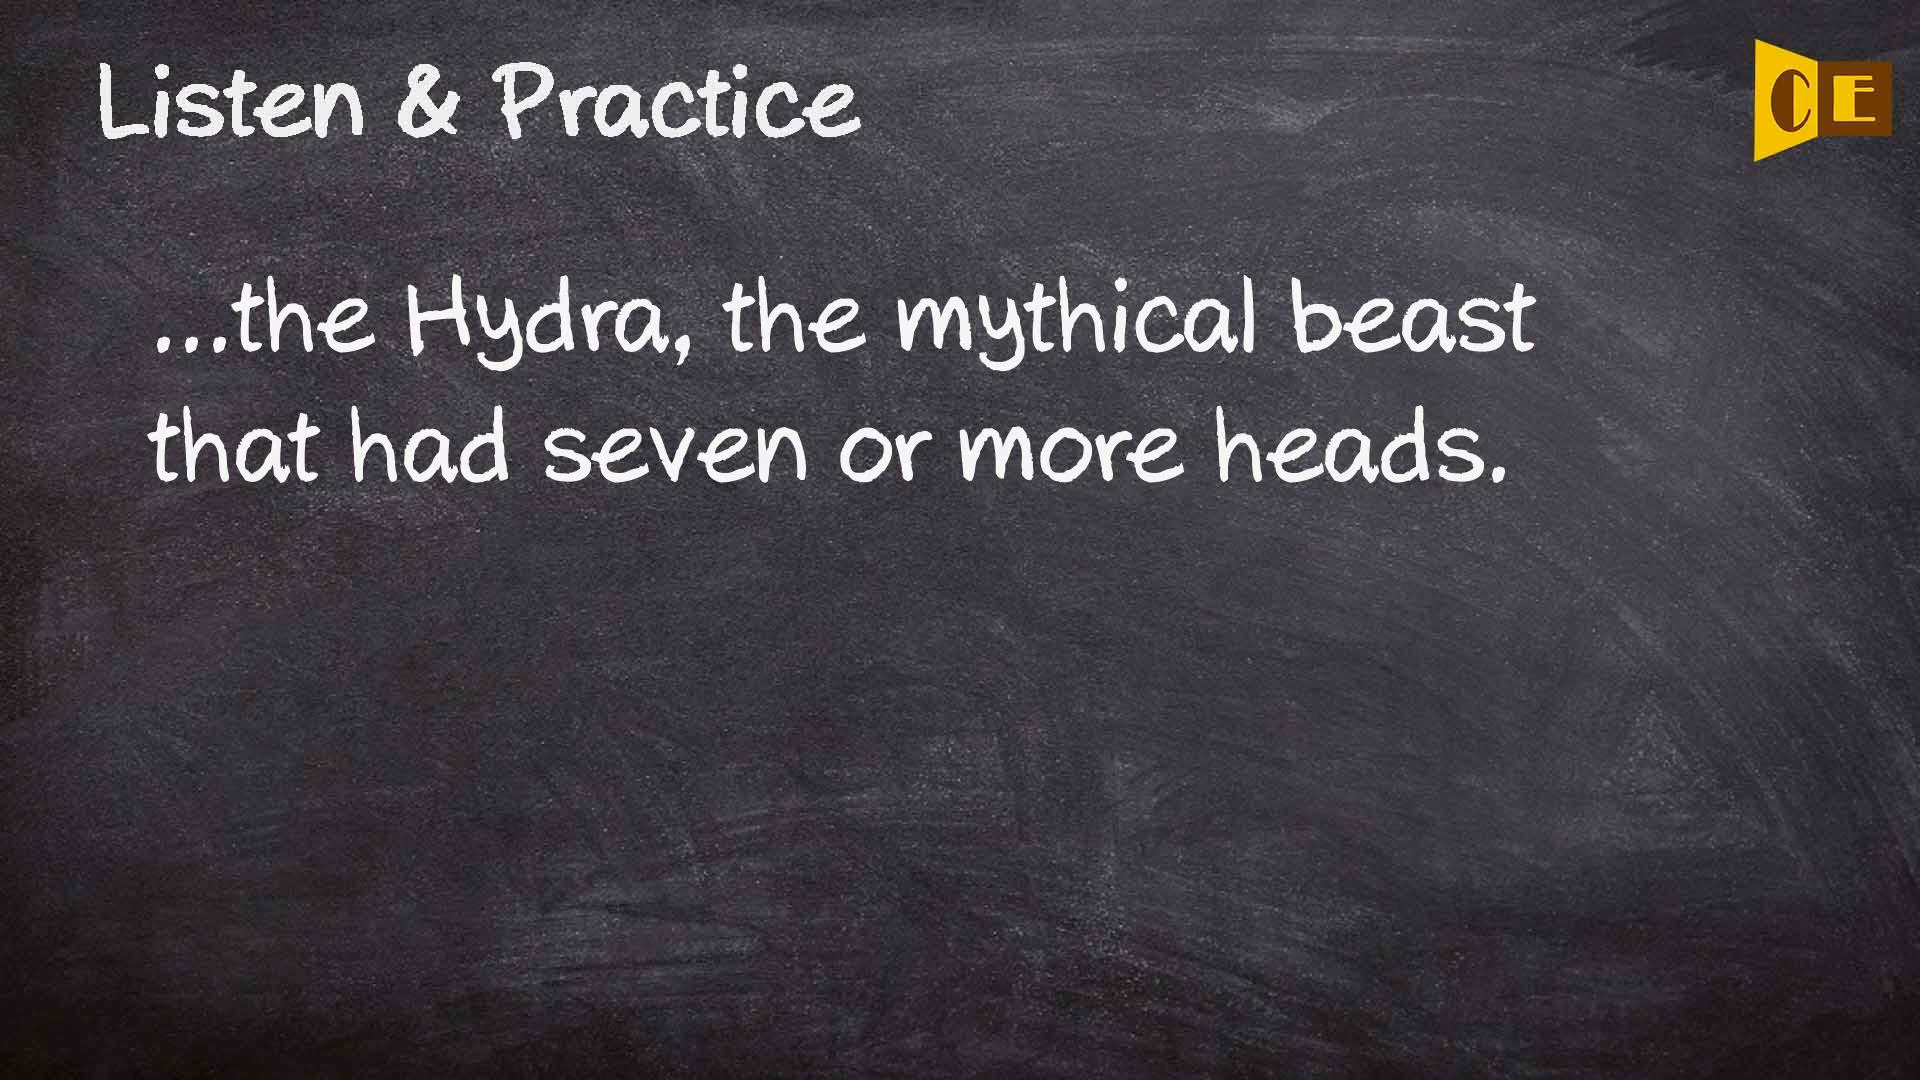 Listen & Practice
CE
...the Hydra, the mythical beast
that had seven or more heads.